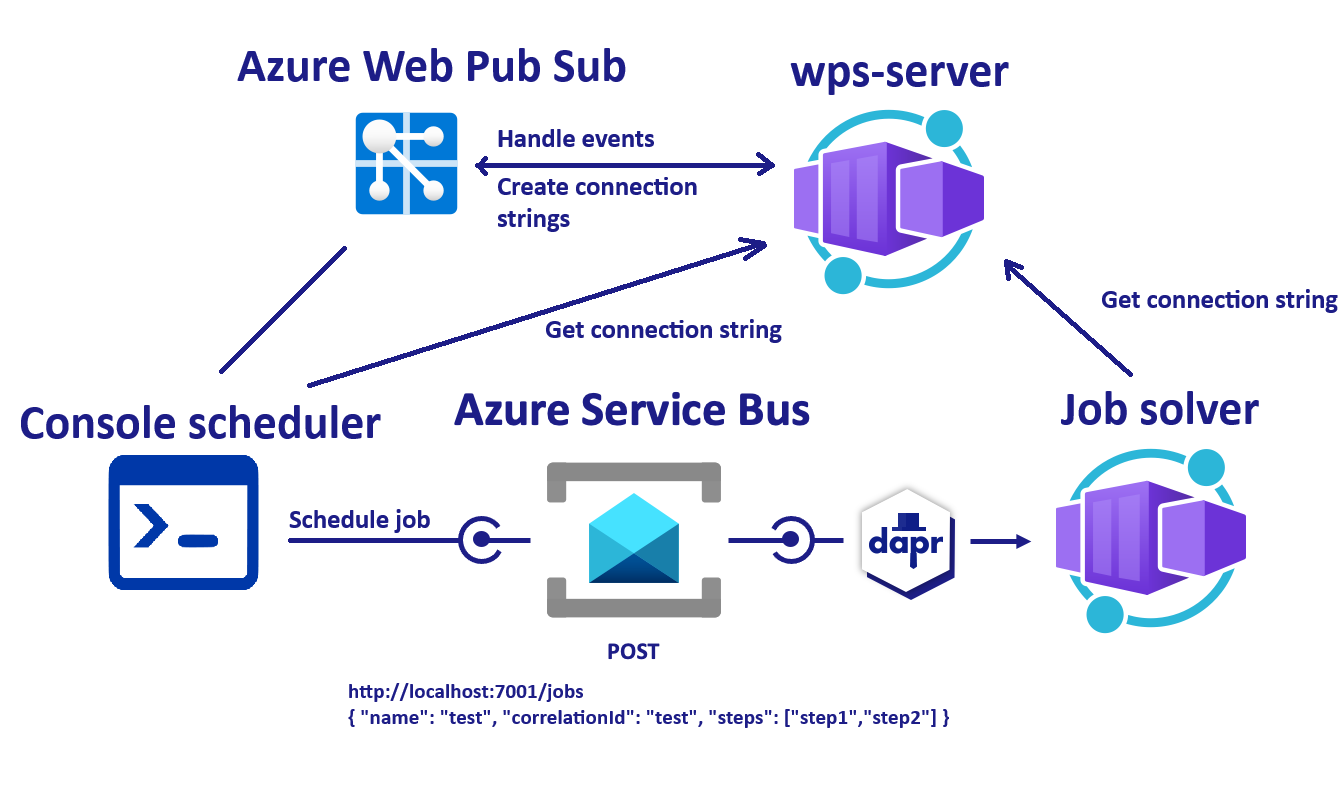 Azure Web Pub Sub
wps-server
Handle events
Create connection
strings
Get connection string
Get connection string
Console scheduler
Azure Service Bus
Job solver
Schedule job
dapr
POST
http://localhost:7001/jobs
{ "name": "test", "correlationId": "test", "steps": ["step1","step2"] }